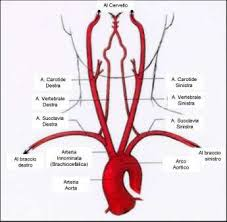 Al Cervello
A. Carotide
Destra
A. Carotide
Sinistra
A. Vertebrale
Destra
A. Vertebrale
Sinistra
A. Succlavia
Destra
A. Succlavia
Sinistra
Al braccio
destro
Arteria
Innominata
(Brachiocefalica)
Arteria
Aorta
Arco
Aortico
Al braccio
sinistro